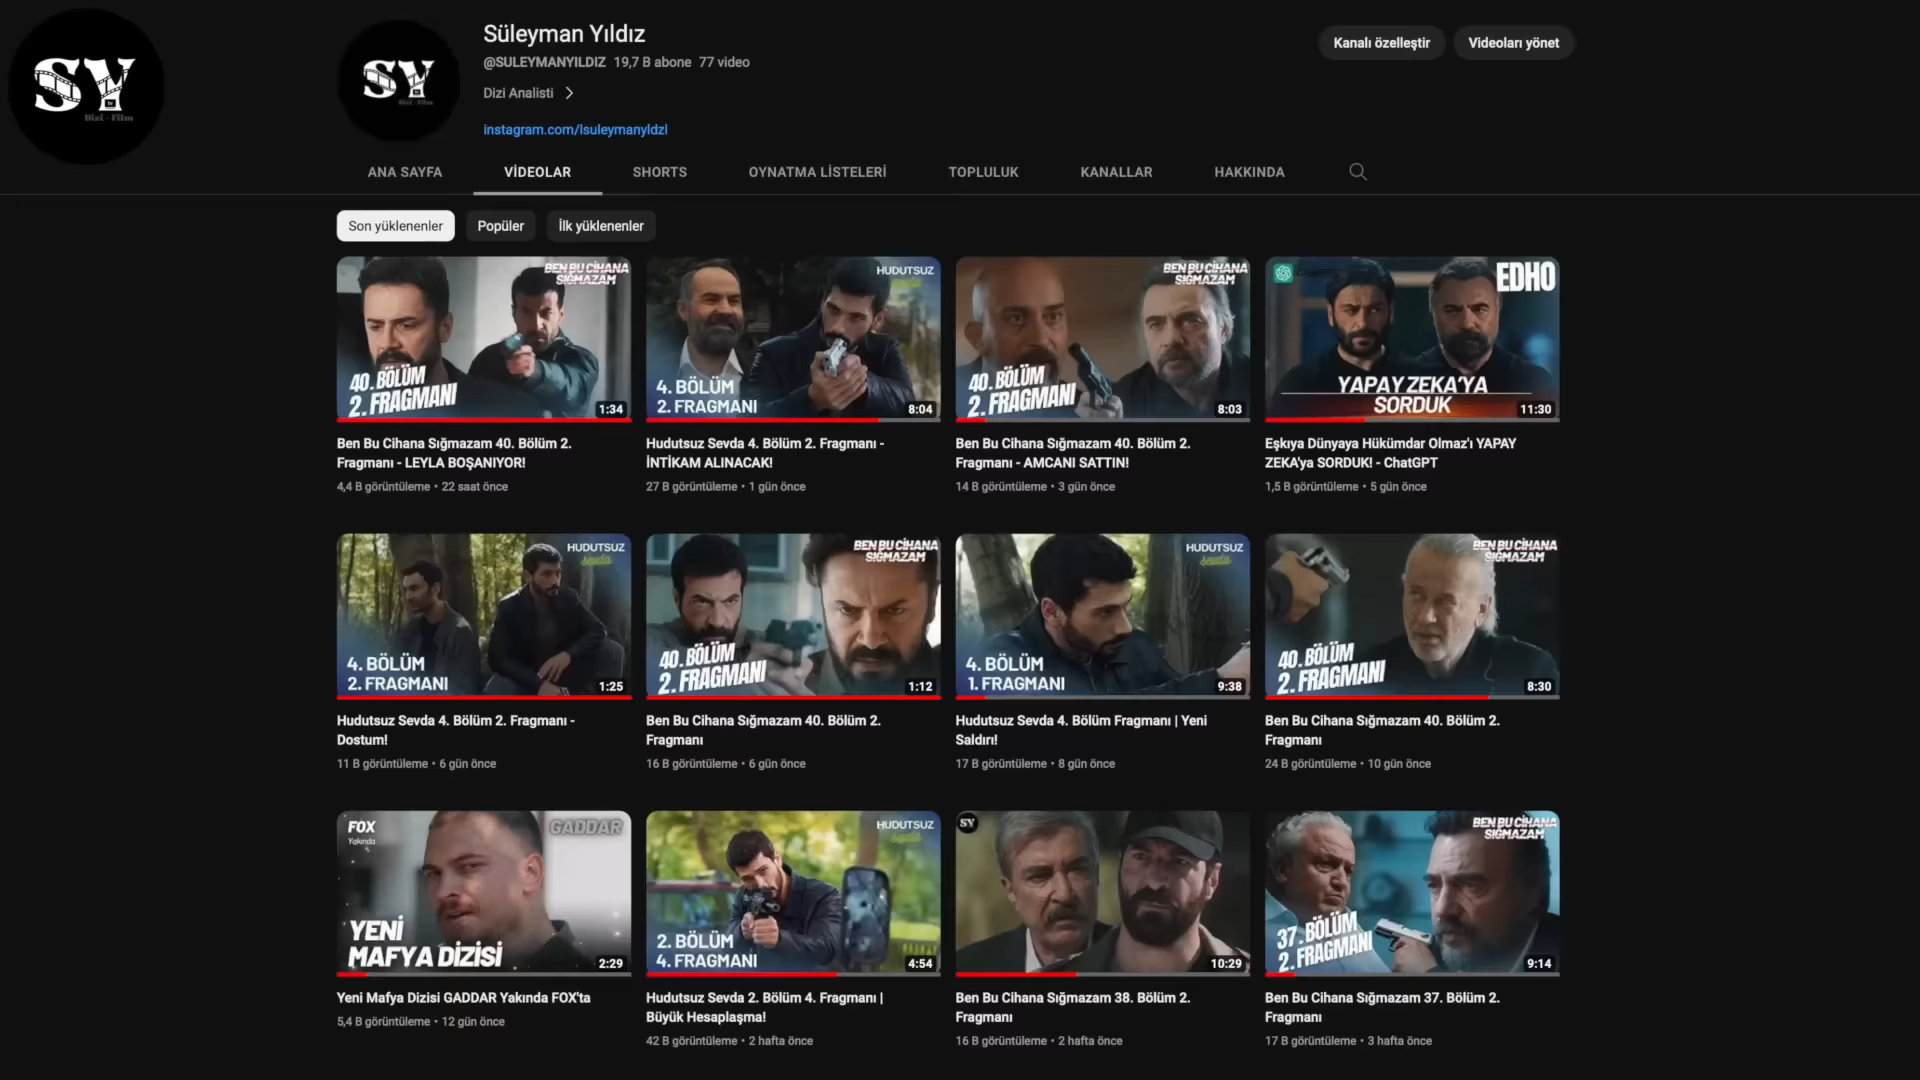 SY
Dizi - Film
SY
Dizi - Film
Süleyman Yıldız
@SULEYMANYILDIZ 19,7 B abone 77 video
Dizi Analisti
instagram.com/lsuleymanyldzl
Kanalı özelleştir
Videoları yönet
ANA SAYFA
VİDEOLAR
SHORTS
OYNATMA LİSTELERİ
TOPLULUK
KANALLAR
HAKKINDA
Son yüklenenler
Popüler
İlk yüklenenler
BEN BU CİHANA
SIĞMAZAM
40. BÖLÜM
2. FRAGMANI
1:34
HUDUTSUZ
sevda
4. BÖLÜM
2. FRAGMANI
8:04
BEN BU CİHANA
SIĞMAZAM
40. BÖLÜM
2. FRAGMANI
8:03
EDHO
YAPAY ZEKA'YA
SORDUK
11:30
Ben Bu Cihana Sığmazam 40. Bölüm 2.
Fragmanı - LEYLA BOŞANIYOR!
4,4 B görüntüleme • 22 saat önce
Hudutsuz Sevda 4. Bölüm 2. Fragmanı -
İNTİKAM ALINACAK!
27 B görüntüleme • 1 gün önce
Ben Bu Cihana Sığmazam 40. Bölüm 2.
Fragmanı - AMCANI SATTIN!
14 B görüntüleme • 3 gün önce
Eşkıya Dünyaya Hükümdar Olmaz'ı YAPAY
ZEKA'ya SORDUK! - ChatGPT
1,5 B görüntüleme • 5 gün önce
HUDUTSUZ
sevda
4. BÖLÜM
2. FRAGMANI
1:25
BEN BU CİHANA
SIĞMAZAM
40. BÖLÜM
2. FRAGMANI
1:12
HUDUTSUZ
sevda
4. BÖLÜM
1. FRAGMANI
9:38
BEN BU CİHANA
SIĞMAZAM
40. BÖLÜM
2. FRAGMANI
8:30
Hudutsuz Sevda 4. Bölüm 2. Fragmanı -
Dostum!
11 B görüntüleme • 6 gün önce
Ben Bu Cihana Sığmazam 40. Bölüm 2.
Fragmanı
16 B görüntüleme • 6 gün önce
Hudutsuz Sevda 4. Bölüm Fragmanı | Yeni
Saldırı!
17 B görüntüleme • 8 gün önce
Ben Bu Cihana Sığmazam 40. Bölüm 2.
Fragmanı
24 B görüntüleme • 10 gün önce
FOX
Yakında
GADDAR
YENİ
MAFYA DİZİSİ
2:29
HUDUTSUZ
sevda
2. BÖLÜM
4. FRAGMANI
4:54
SY
10:29
BEN BU CİHANA
SIĞMAZAM
37. BÖLÜM
2. FRAGMANI
9:14
Yeni Mafya Dizisi GADDAR Yakında FOX'ta
5,4 B görüntüleme • 12 gün önce
Hudutsuz Sevda 2. Bölüm 4. Fragmanı |
Büyük Hesaplaşma!
42 B görüntüleme • 2 hafta önce
Ben Bu Cihana Sığmazam 38. Bölüm 2.
Fragmanı
16 B görüntüleme • 2 hafta önce
Ben Bu Cihana Sığmazam 37. Bölüm 2.
Fragmanı
17 B görüntüleme • 3 hafta önce